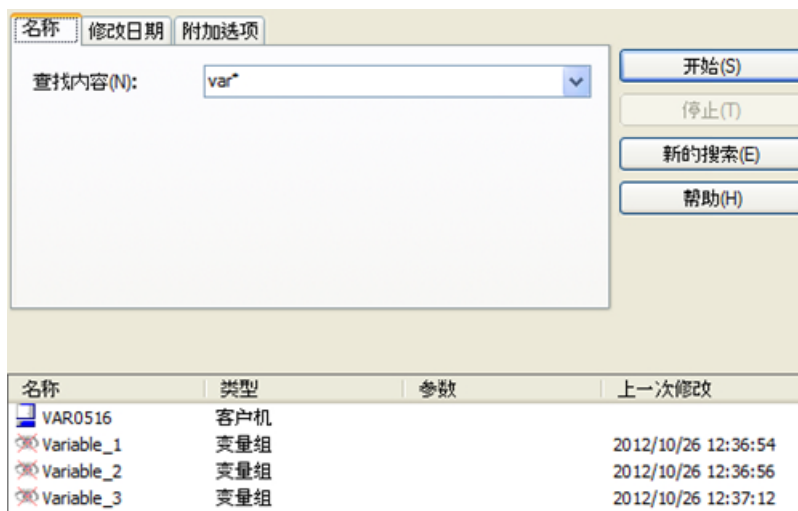 名称 修改日期 附加选项
查找内容(N): var*
开始(S)
停止(T)
新的搜索(E)
帮助(H)
名称 类型 参数 上一次修改
VAR0516 客户机
Variable_1 变量组 2012/10/26 12:36:54
Variable_2 变量组 2012/10/26 12:36:56
Variable_3 变量组 2012/10/26 12:37:12